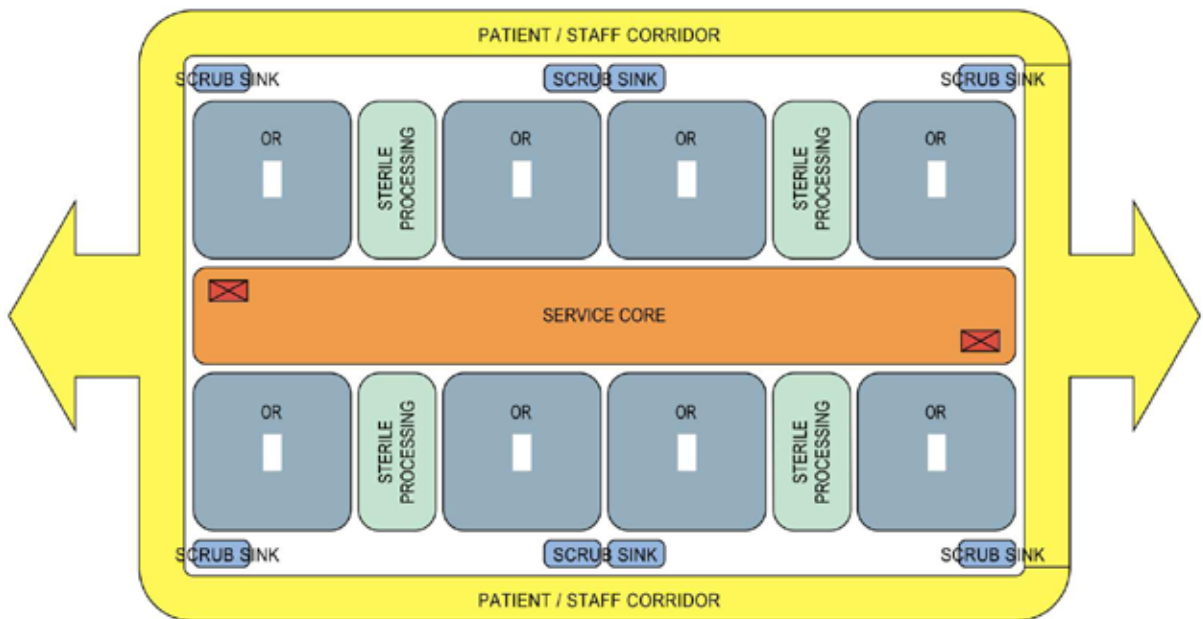 PATIENT / STAFF CORRIDOR
SCRUB SINK
SCRUB SINK
SCRUB SINK
OR
STERILE
PROCESSING
OR
OR
STERILE
PROCESSING
OR
SERVICE CORE
OR
STERILE
PROCESSING
OR
OR
STERILE
PROCESSING
OR
SCRUB SINK
SCRUB SINK
SCRUB SINK
PATIENT / STAFF CORRIDOR